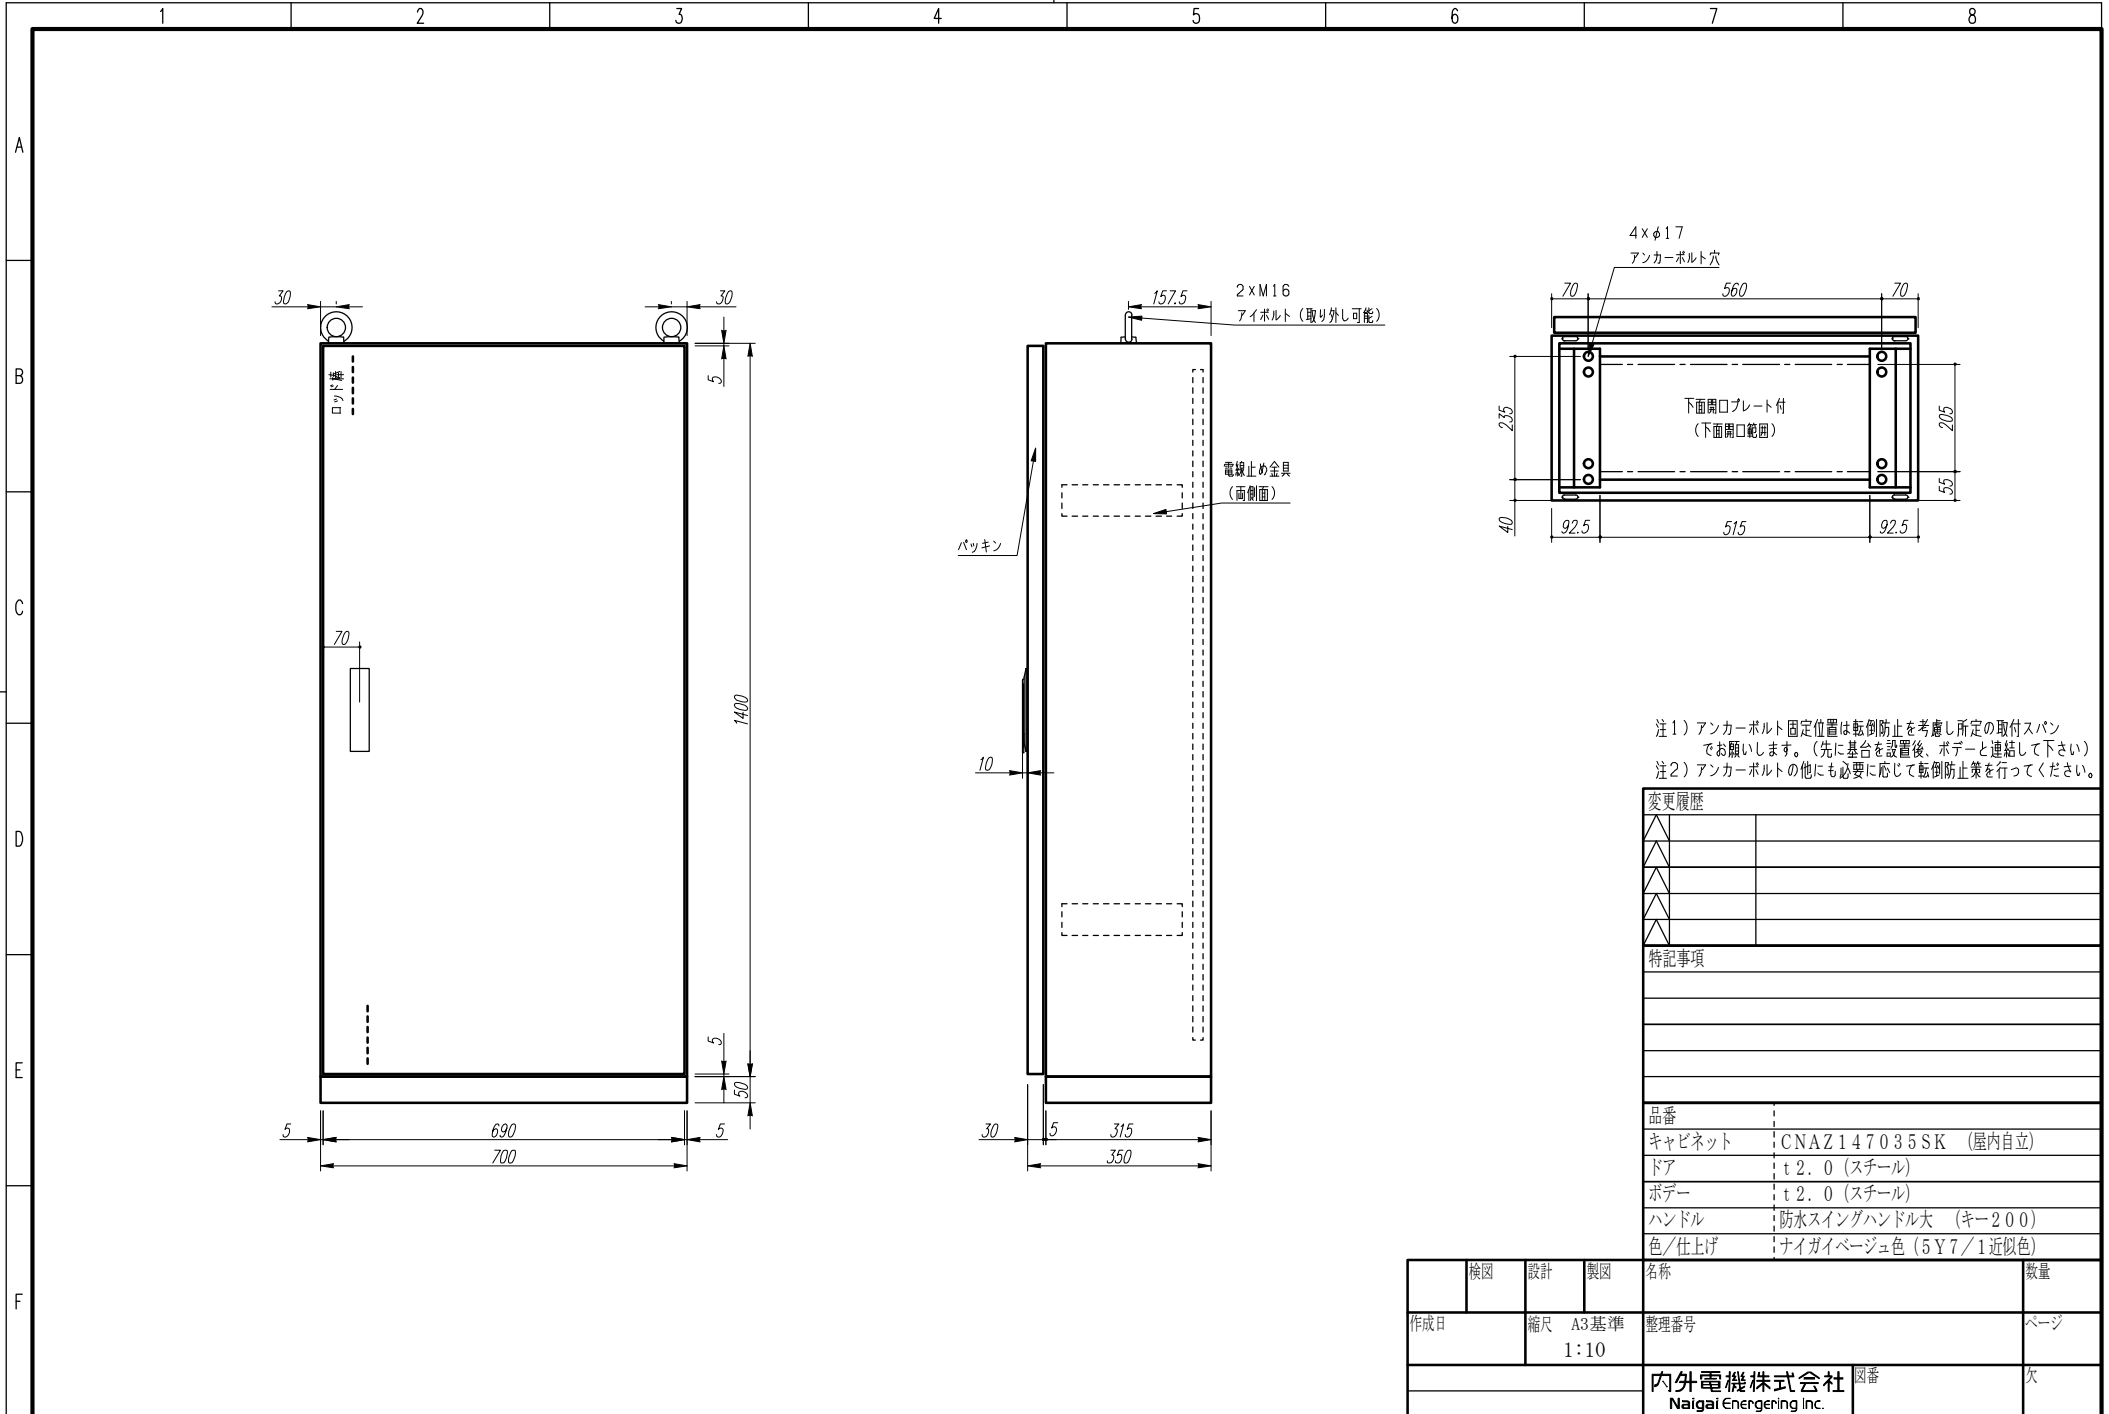 1 2 3 4 5 6 7 8
A
B
C
D
E
F
30
30
5
ロッド棒
70
1400
5
50
5 690 5
700
157.5
2×M16
アイボルト（取り外し可能）
電線止め金具
（両側面）
パッキン
10
30 5 315
350
4×φ17
アンカーボルト穴
70 560 70
235
205
下面開口プレート付
（下面開口範囲）
55
40
92.5 515 92.5
注1）アンカーボルト固定位置は転倒防止を考慮し所定の取付スパン
でお願いします。（先に基台を設置後、ボデーと連結して下さい）
注2）アンカーボルトの他にも必要に応じて転倒防止策を行ってください。
変更履歴
特記事項
品番
キャビネット CNAZ147035SK （屋内自立）
ドア t2.0（スチール）
ボデー t2.0（スチール）
ハンドル 防水スイングハンドル大 （キー200）
色／仕上げ ナイガイベージュ色（5Y7／1近似色）
検図 設計 製図 名称 数量
作成日 縮尺 A3基準 整理番号 ページ
1:10
内外電機株式会社 図番 欠
Naigai Energering Inc.